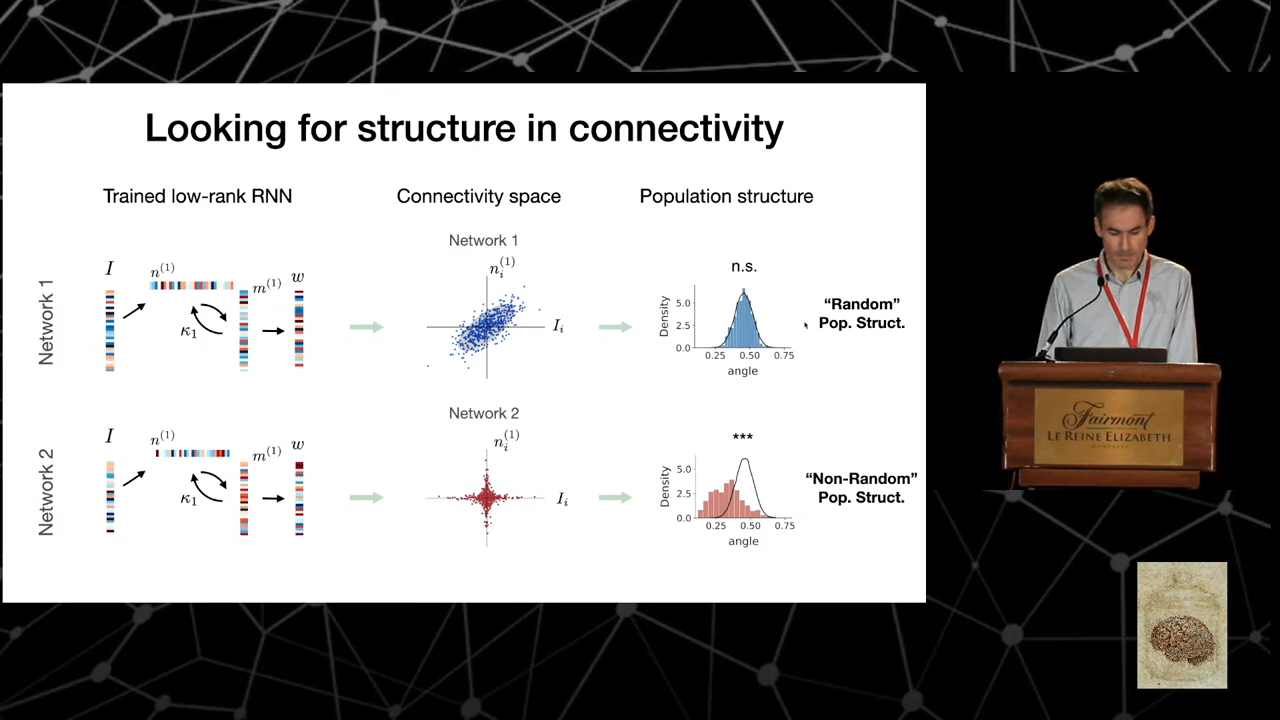 Looking for structure in connectivity
Trained low-rank RNN
Connectivity space
Population structure
Network 1
I
n(1)
κ1
m(1)
w
Network 1
ni(1)
Ii
n.s.
Density
5.0
2.5
0.0
0.25 0.50 0.75
angle
“Random”
Pop. Struct.
Network 2
I
n(1)
κ1
m(1)
w
Network 2
ni(1)
Ii
***
Density
5.0
2.5
0.0
0.25 0.50 0.75
angle
“Non-Random”
Pop. Struct.
Fairmont
LE REINE ELIZABETH